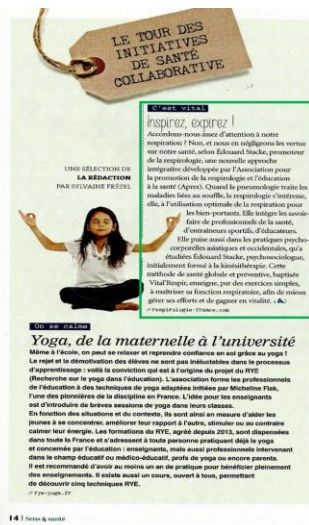 LE TOUR DES
INITIATIVES
DE SANTÉ
COLLABORATIVE
UNE SÉLECTION DE
LA RÉDACTION
PAR SYLVAINE FRÉZEL
C'est vital
inspirez, expirez !
Accordons-nous assez d'attention à notre
respiration ? Non, et nous en négligeons les vertus
sur notre santé, selon Édouard Stacke, promoteur
de la respirologie, une nouvelle approche
intégrative développée par l'Association pour
la promotion de la respirologie et l'éducation
à la santé (Apres). Quand la pneumologie traite les
maladies liées au souffle, la respirologie s'intéresse,
elle, à l'utilisation optimale de la respiration pour
les bien-portants. Elle intègre les savoir-
faire de professionnels de la santé,
d'entraîneurs sportifs, d'éducateurs.
Elle puise aussi dans les pratiques psycho-
corporelles asiatiques et occidentales, qu'a
étudiées Édouard Stacke, psychosociologue,
initialement formé à la kinésithérapie. Cette
méthode de santé globale et préventive, baptisée
Vital'Respir, enseigne, par des exercices simples,
à maîtriser sa fonction respiratoire, afin de mieux
gérer ses efforts et de gagner en vitalité.
respirologie-france.com
On se calme
Yoga, de la maternelle à l'université
Même à l'école, on peut se relaxer et reprendre confiance en soi grâce au yoga !
Le rejet et la démotivation des élèves ne sont pas inéluctables dans le processus
d'apprentissage : voilà la conviction qui est à l'origine du projet du RYE
(Recherche sur le yoga dans l'éducation). L'association forme les professionnels
de l'éducation à des techniques de yoga adaptées initiées par Micheline Flak,
l'une des pionnières de la discipline en France. L'idée pour les enseignants
est d'introduire de brèves sessions de yoga dans leurs classes.
En fonction des situations et du contexte, ils sont ainsi en mesure d'aider les
jeunes à se concentrer, améliorer leur rapport à l'autre, stimuler ou au contraire
calmer leur énergie. Les formations du RYE, agréé depuis 2013, sont dispensées
dans toute la France et s'adressent à toute personne pratiquant déjà le yoga
et concernée par l'éducation : enseignants, mais aussi professionnels intervenant
dans le champ éducatif ou médico-éducatif, profs de yoga ou encore parents.
Il est recommandé d'avoir au moins un an de pratique pour bénéficier pleinement
des enseignements. Il existe aussi un cours, ouvert à tous, permettant
de découvrir cinq techniques RYE.
rye-yoga.fr
14 | Sens & santé